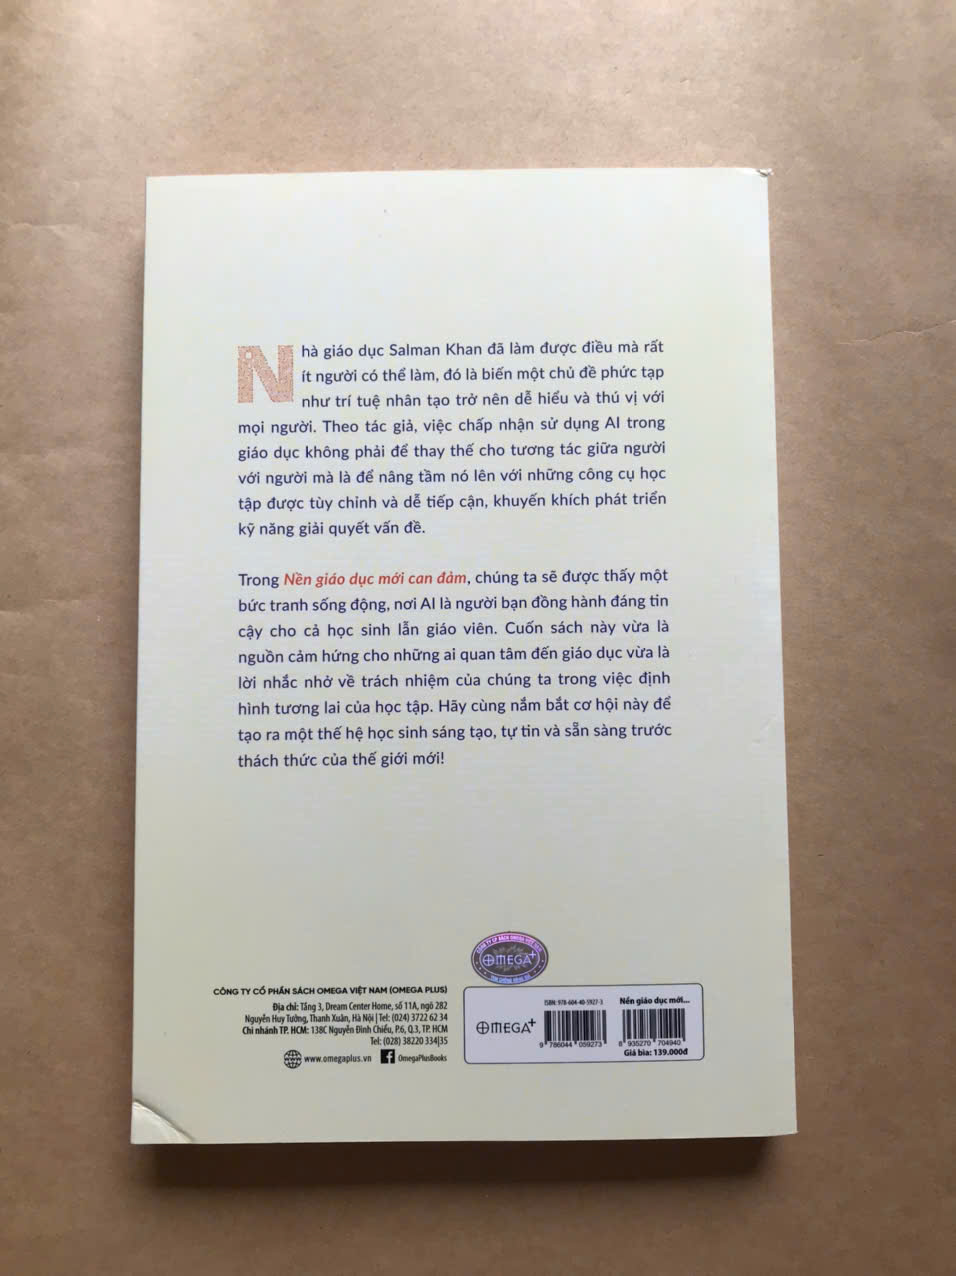 Nhà giáo dục Salman Khan đã làm được điều mà rất
ít người có thể làm, đó là biến một chủ đề phức tạp
như trí tuệ nhân tạo trở nên dễ hiểu và thú vị với
mọi người. Theo tác giả, việc chấp nhận sử dụng AI trong
giáo dục không phải để thay thế cho tương tác giữa người
với người mà là để nâng tầm nó lên với những công cụ học
tập được tùy chỉnh và dễ tiếp cận, khuyến khích phát triển
kỹ năng giải quyết vấn đề.
Trong Nền giáo dục mới can đảm, chúng ta sẽ được thấy một
bức tranh sống động, nơi AI là người bạn đồng hành đáng tin
cậy cho cả học sinh lẫn giáo viên. Cuốn sách này vừa là
nguồn cảm hứng cho những ai quan tâm đến giáo dục vừa là
lời nhắc nhở về trách nhiệm của chúng ta trong việc định
hình tương lai của học tập. Hãy cùng nắm bắt cơ hội này để
tạo ra một thế hệ học sinh sáng tạo, tự tin và sẵn sàng trước
thách thức của thế giới mới!
OMEGA+
CÔNG TY CỔ PHẦN SÁCH OMEGA VIỆT NAM (OMEGA PLUS)
Địa chỉ: Tầng 3, Dream Center Home, số 11A, ngõ 282
Nguyễn Huy Tưởng, Thanh Xuân, Hà Nội | Tel: (024) 3722 62 34
Chi nhánh TP. HCM: 138C Nguyễn Đình Chiểu, P.6, Q.3, TP. HCM
Tel: (028) 38220 334|35
www.omegaplus.vn OmegaPlusBooks
OMEGA+
ISBN: 978-604-40-5927-3
9 786044 059273
Nền giáo dục mới...
8 935270 704940
Giá bìa: 139.000đ